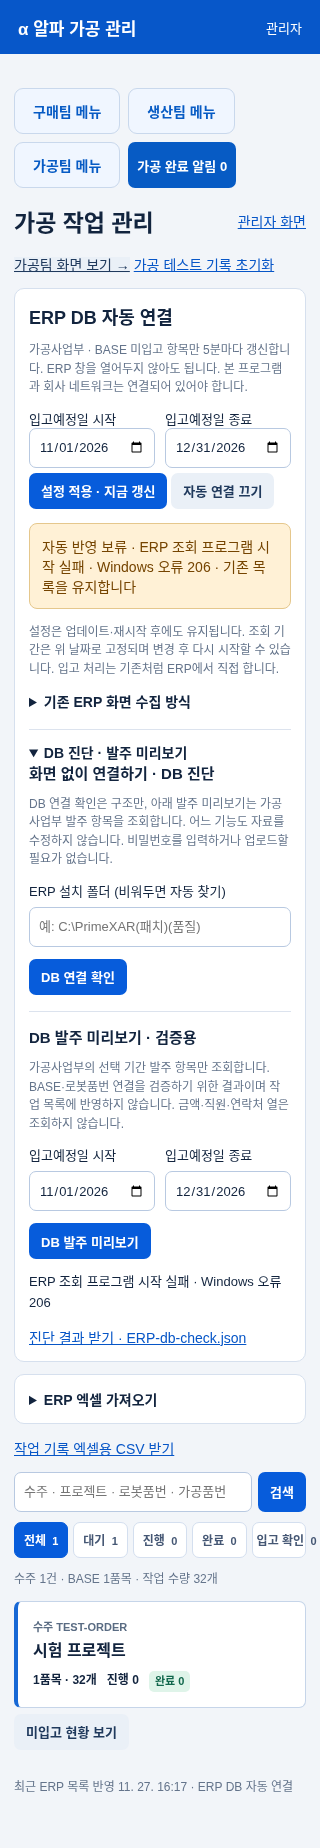 α 알파 가공 관리
관리자
구매팀 메뉴
생산팀 메뉴
가공팀 메뉴
가공 완료 알림 0
가공 작업 관리
관리자 화면
가공팀 화면 보기 → 가공 테스트 기록 초기화
ERP DB 자동 연결
가공사업부 · BASE 미입고 항목만 5분마다 갱신합니
다. ERP 창을 열어두지 않아도 됩니다. 본 프로그램
과 회사 네트워크는 연결되어 있어야 합니다.
입고예정일 시작
입고예정일 종료
11/01/2026
12/31/2026
설정 적용 · 지금 갱신
자동 연결 끄기
자동 반영 보류 · ERP 조회 프로그램 시
작 실패 · Windows 오류 206 · 기존 목
록을 유지합니다
설정은 업데이트·재시작 후에도 유지됩니다. 조회 기
간은 위 날짜로 고정되며 변경 후 다시 시작할 수 있습
니다. 입고 처리는 기존처럼 ERP에서 직접 합니다.
▶ 기존 ERP 화면 수집 방식
▼ DB 진단 · 발주 미리보기
화면 없이 연결하기 · DB 진단
DB 연결 확인은 구조만, 아래 발주 미리보기는 가공
사업부 발주 항목을 조회합니다. 어느 기능도 자료를
수정하지 않습니다. 비밀번호를 입력하거나 업로드할
필요가 없습니다.
ERP 설치 폴더 (비워두면 자동 찾기)
예: C:\PrimeXAR(패치)(품질)
DB 연결 확인
DB 발주 미리보기 · 검증용
가공사업부의 선택 기간 발주 항목만 조회합니다.
BASE·로봇품번 연결을 검증하기 위한 결과이며 작
업 목록에 반영하지 않습니다. 금액·직원·연락처 열은
조회하지 않습니다.
입고예정일 시작
입고예정일 종료
11/01/2026
12/31/2026
DB 발주 미리보기
ERP 조회 프로그램 시작 실패 · Windows 오류
206
진단 결과 받기 · ERP-db-check.json
▶ ERP 엑셀 가져오기
작업 기록 엑셀용 CSV 받기
수주 · 프로젝트 · 로봇품번 · 가공품번
검색
전체 1
대기 1
진행 0
완료 0
입고 확인 0
수주 1건 · BASE 1품목 · 작업 수량 32개
수주 TEST-ORDER
시험 프로젝트
1품목 · 32개 진행 0 완료 0
미입고 현황 보기
최근 ERP 목록 반영 11. 27. 16:17 · ERP DB 자동 연결